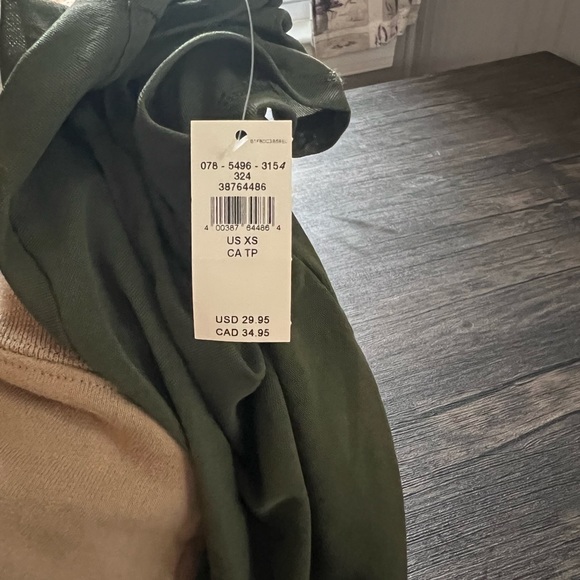 078 - 5496 - 3154
324
38764486
4 00387 64486 4
US XS
CA TP
USD 29.95
CAD 34.95